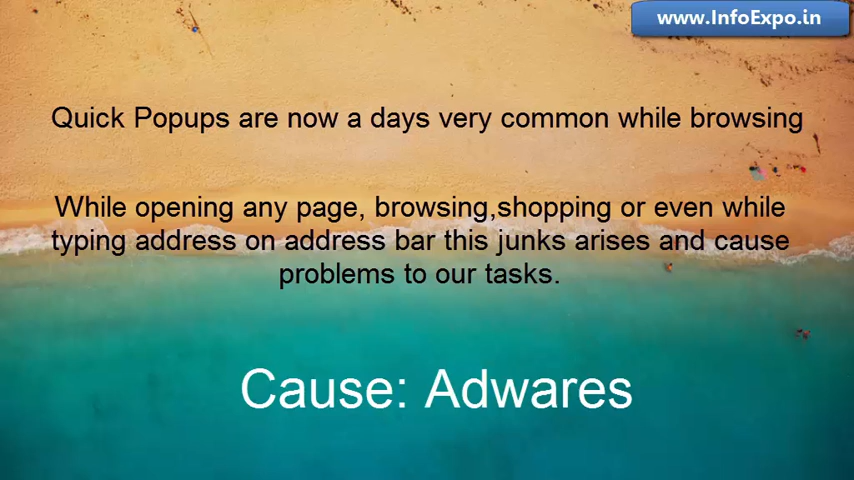 www.InfoExpo.in
Quick Popups are now a days very common while browsing
While opening any page, browsing,shopping or even while
typing address on address bar this junks arises and cause
problems to our tasks.
Cause: Adwares